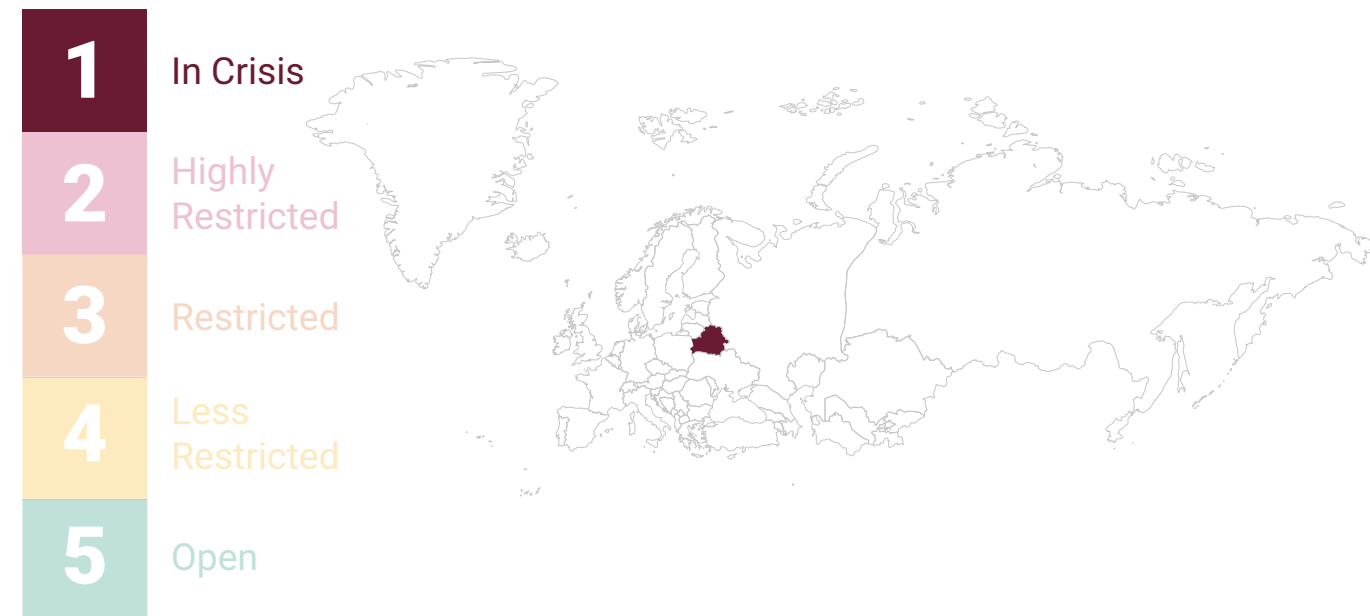 1
In Crisis
2
Highly
Restricted
3
Restricted
4
Less
Restricted
5
Open